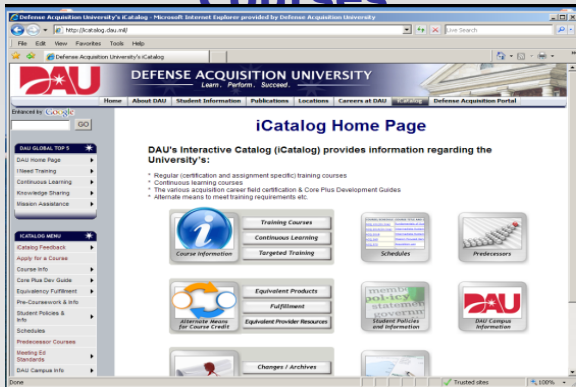 Courses
Defense Acquisition University's iCatalog - Microsoft Internet Explorer provided by Defense Acquisition University
http://icatalog.dau.mil/
Live Search
File Edit View Favorites Tools Help
Defense Acquisition University's iCatalog
DAU
DEFENSE ACQUISITION UNIVERSITY
Learn. Perform. Succeed.
Home About DAU Student Information Publications Locations Careers at DAU iCatalog Defense Acquisition Portal
Enhanced by Google
GO
iCatalog Home Page
DAU's Interactive Catalog (iCatalog) provides information regarding the
University's:
* Regular (certification and assignment specific) training courses
* Continuous learning courses
* The various acquisition career field certification & Core Plus Development Guides
* Alternate means to meet training requirements etc.
DAU GLOBAL TOP 5
DAU Home Page
I Need Training
Continuous Learning
Knowledge Sharing
Mission Assistance
ICATALOG MENU
iCatalog Feedback
Apply for a Course
Course Info
Core Plus Dev Guide
Equivalency Fulfillment
Pre-Coursework & Info
Student Policies &
Info
Schedules
Predecessor Courses
Meeting Ed
Standards
DAU Campus Info
Course Information
Training Courses
Continuous Learning
Targeted Training
Schedules
Predecessors
Alternate Means
for Course Credit
Equivalent Products
Fulfillment
Equivalent Provider Resources
member
policy
statement
government
Student Policies
and Information
DAU
DAU Campus
Information
Changes / Archives
Done
Trusted sites
100%